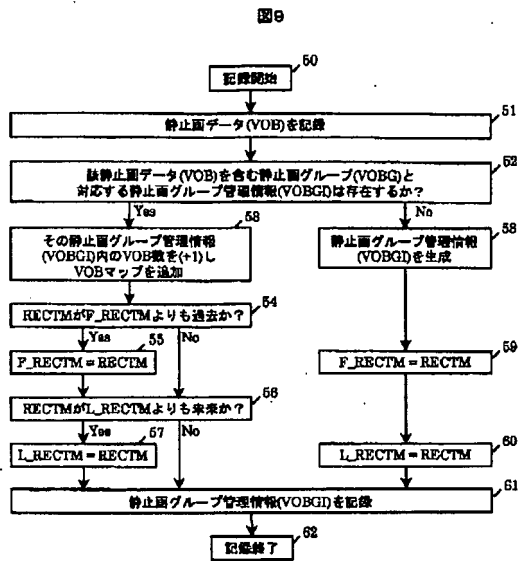 図9
50
記録開始
51
静止画データ(VOB)を記録
52
該静止画データ(VOB)を含む静止画グループ(VOBG)と
対応する静止画グループ管理情報(VOBGI)は存在するか？
Yes
No
53
58
その静止画グループ管理情報
(VOBGI)内のVOB数を(+1)し
VOBマップを追加
静止画グループ管理情報
(VOBGI)を生成
54
RECTMがF_RECTMよりも過去か？
Yes
55
No
59
F_RECTM＝RECTM
F_RECTM＝RECTM
56
RECTMがL_RECTMよりも未来か？
Yes
57
No
60
L_RECTM＝RECTM
L_RECTM＝RECTM
61
静止画グループ管理情報(VOBGI)を記録
62
記録終了